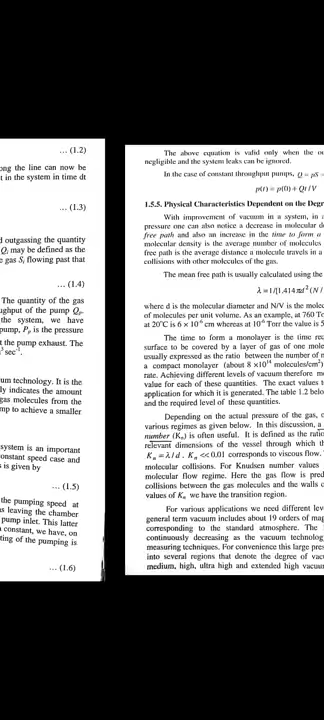 ... (1.2)
ong the line can now be
t in the system in time dt
... (1.3)
d outgassing the quantity
Qi may be defined as the
e gas Si flowing past that
... (1.4)
The quantity of the gas
ughput of the pump Qp.
the system, we have
pump, Pp is the pressure
t the pump exhaust. The
sec⁻¹.
um technology. It is the
ly indicates the amount
gas molecules from the
mp to achieve a smaller
system is an important
onstant speed case and
s is given by
... (1.5)
the pumping speed at
as leaving the chamber
pump inlet. This latter
constant, we have, on
ting of the pumping is
... (1.6)
The above equation is valid only when the ou
negligible and the system leaks can be ignored.
In the case of constant throughput pumps, Q = pS =
p(t) = p(0) + Qt / V
1.5.5. Physical Characteristics Dependent on the Degre
With improvement of vacuum in a system, in a
pressure one can also notice a decrease in molecular d
free path and also an increase in the time to form a
molecular density is the average number of molecules
free path is the average distance a molecule travels in a
collisions with other molecules of the gas.
The mean free path is usually calculated using the
λ = 1/[1.414πd² (N /
where d is the molecular diameter and N/V is the molec
of molecules per unit volume. As an example, at 760 Tor
at 20°C is 6 × 10⁻⁶ cm whereas at 10⁻⁶ Torr the value is 5
The time to form a monolayer is the time req
surface to be covered by a layer of gas of one mole
usually expressed as the ratio between the number of m
a compact monolayer (about 8 ×10¹⁴ molecules/cm²)
rate. Achieving different levels of vacuum therefore m
value for each of these quantities. The exact values t
application for which it is generated. The table 1.2 below
and the required level of these quantities.
Depending on the actual pressure of the gas, o
various regimes as given below. In this discussion, a
number (Kn) is often useful. It is defined as the ratio
relevant dimensions of the vessel through which th
Kn = λ / d . Kn << 0.01 corresponds to viscous flow.
molecular collisions. For Knudsen number values
molecular flow regime. Here the gas flow is pred
collisions between the gas molecules and the walls o
values of Kn we have the transition region.
For various applications we need different leve
general term vacuum includes about 19 orders of mag
corresponding to the standard atmosphere. The
continuously decreasing as the vacuum technology
measuring techniques. For convenience this large press
into several regions that denote the degree of vacu
medium, high, ultra high and extended high vacuum